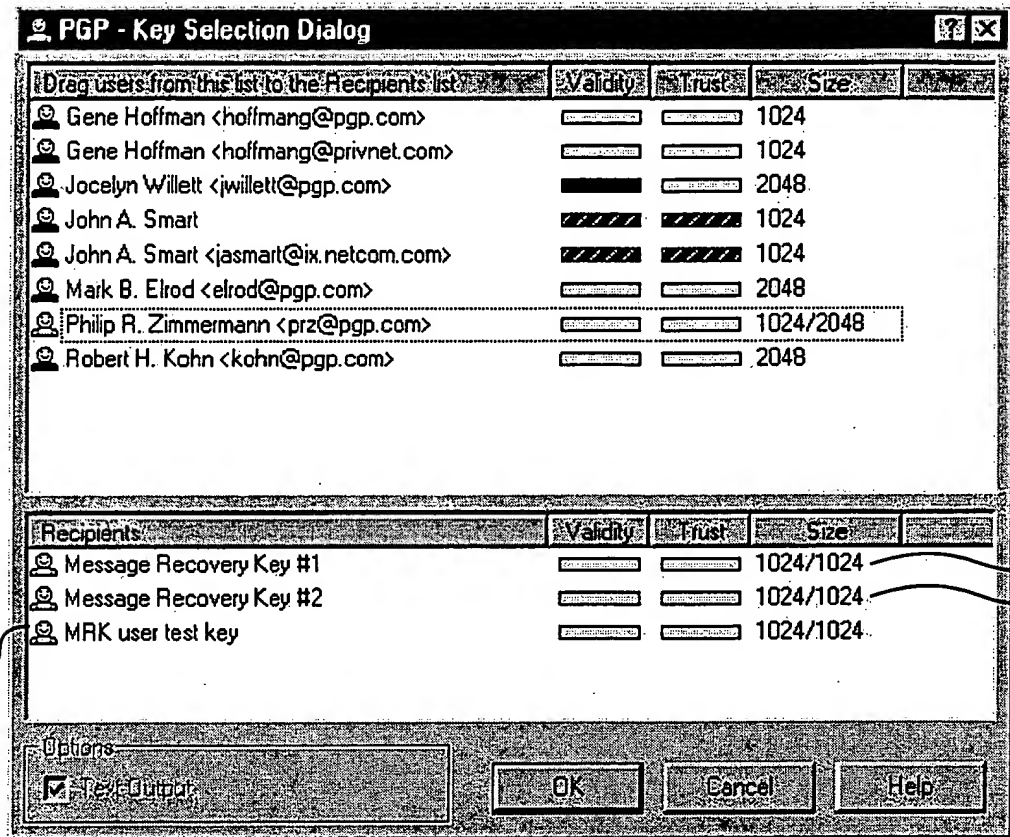 PGP - Key Selection Dialog
Drag users from this list to the Recipients list Validity Trust Size
Gene Hoffman <hoffmang@pgp.com> 1024
Gene Hoffman <hoffmang@privnet.com> 1024
Jocelyn Willett <jwillett@pgp.com> 2048
John A. Smart 1024
John A. Smart <jasmart@ix.netcom.com> 1024
Mark B. Elrod <elrod@pgp.com> 2048
Philip R. Zimmermann <prz@pgp.com> 1024/2048
Robert H. Kohn <kohn@pgp.com> 2048
Recipients Validity Trust Size
Message Recovery Key #1 1024/1024
Message Recovery Key #2 1024/1024
MRK user test key 1024/1024
Options
Text Output
OK Cancel Help